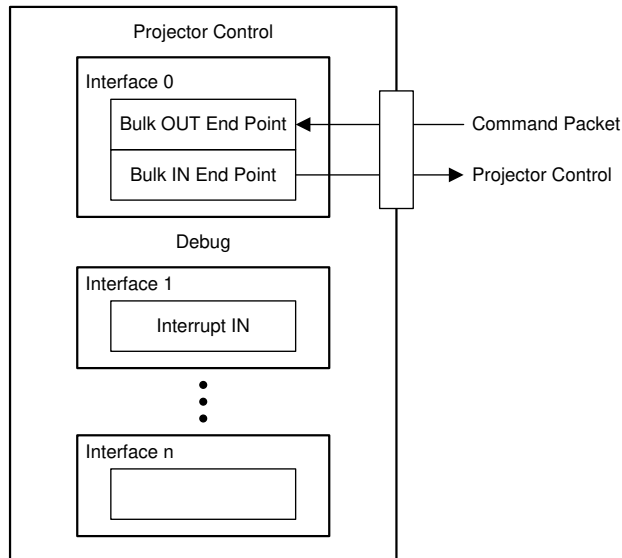 Projector Control
Interface 0
Bulk OUT End Point
Command Packet
Bulk IN End Point
Projector Control
Debug
Interface 1
Interrupt IN
Interface n